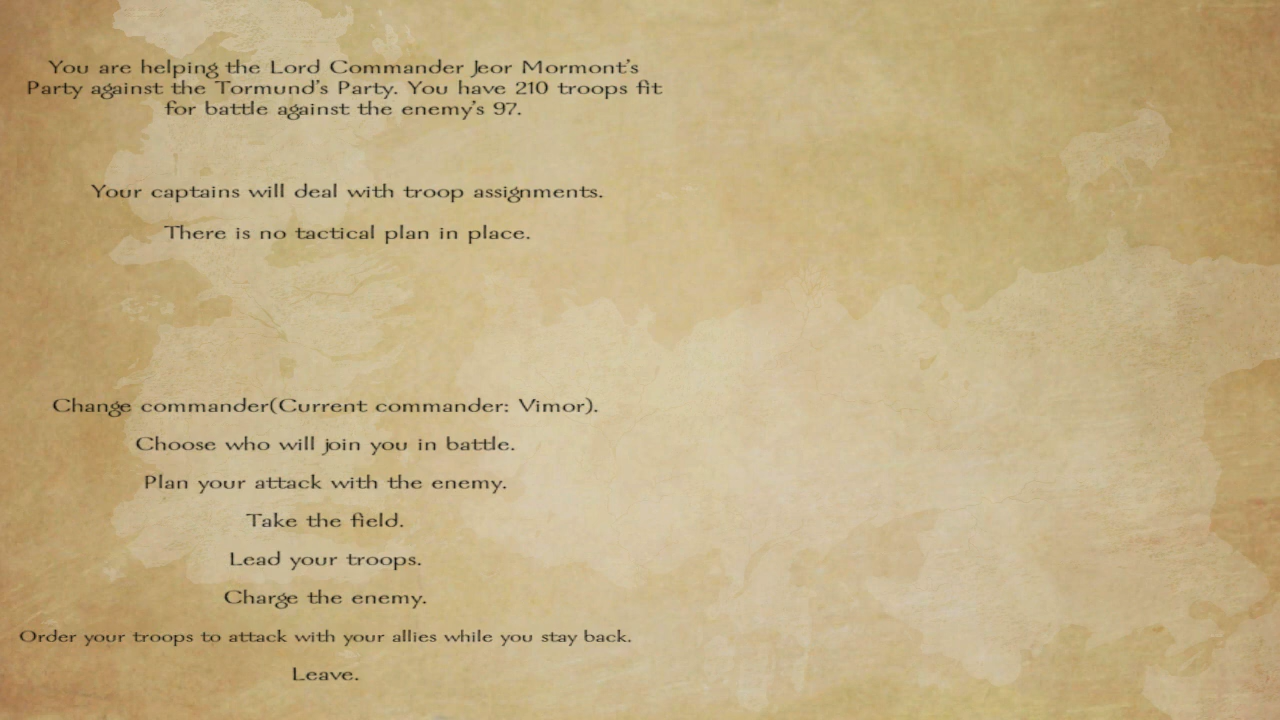 You are helping the Lord Commander Jeor Mormont's
Party against the Tormund's Party. You have 210 troops fit
for battle against the enemy's 97.
Your captains will deal with troop assignments.
There is no tactical plan in place.
Change commander(Current commander: Vimor).
Choose who will join you in battle.
Plan your attack with the enemy.
Take the field.
Lead your troops.
Charge the enemy.
Order your troops to attack with your allies while you stay back.
Leave.